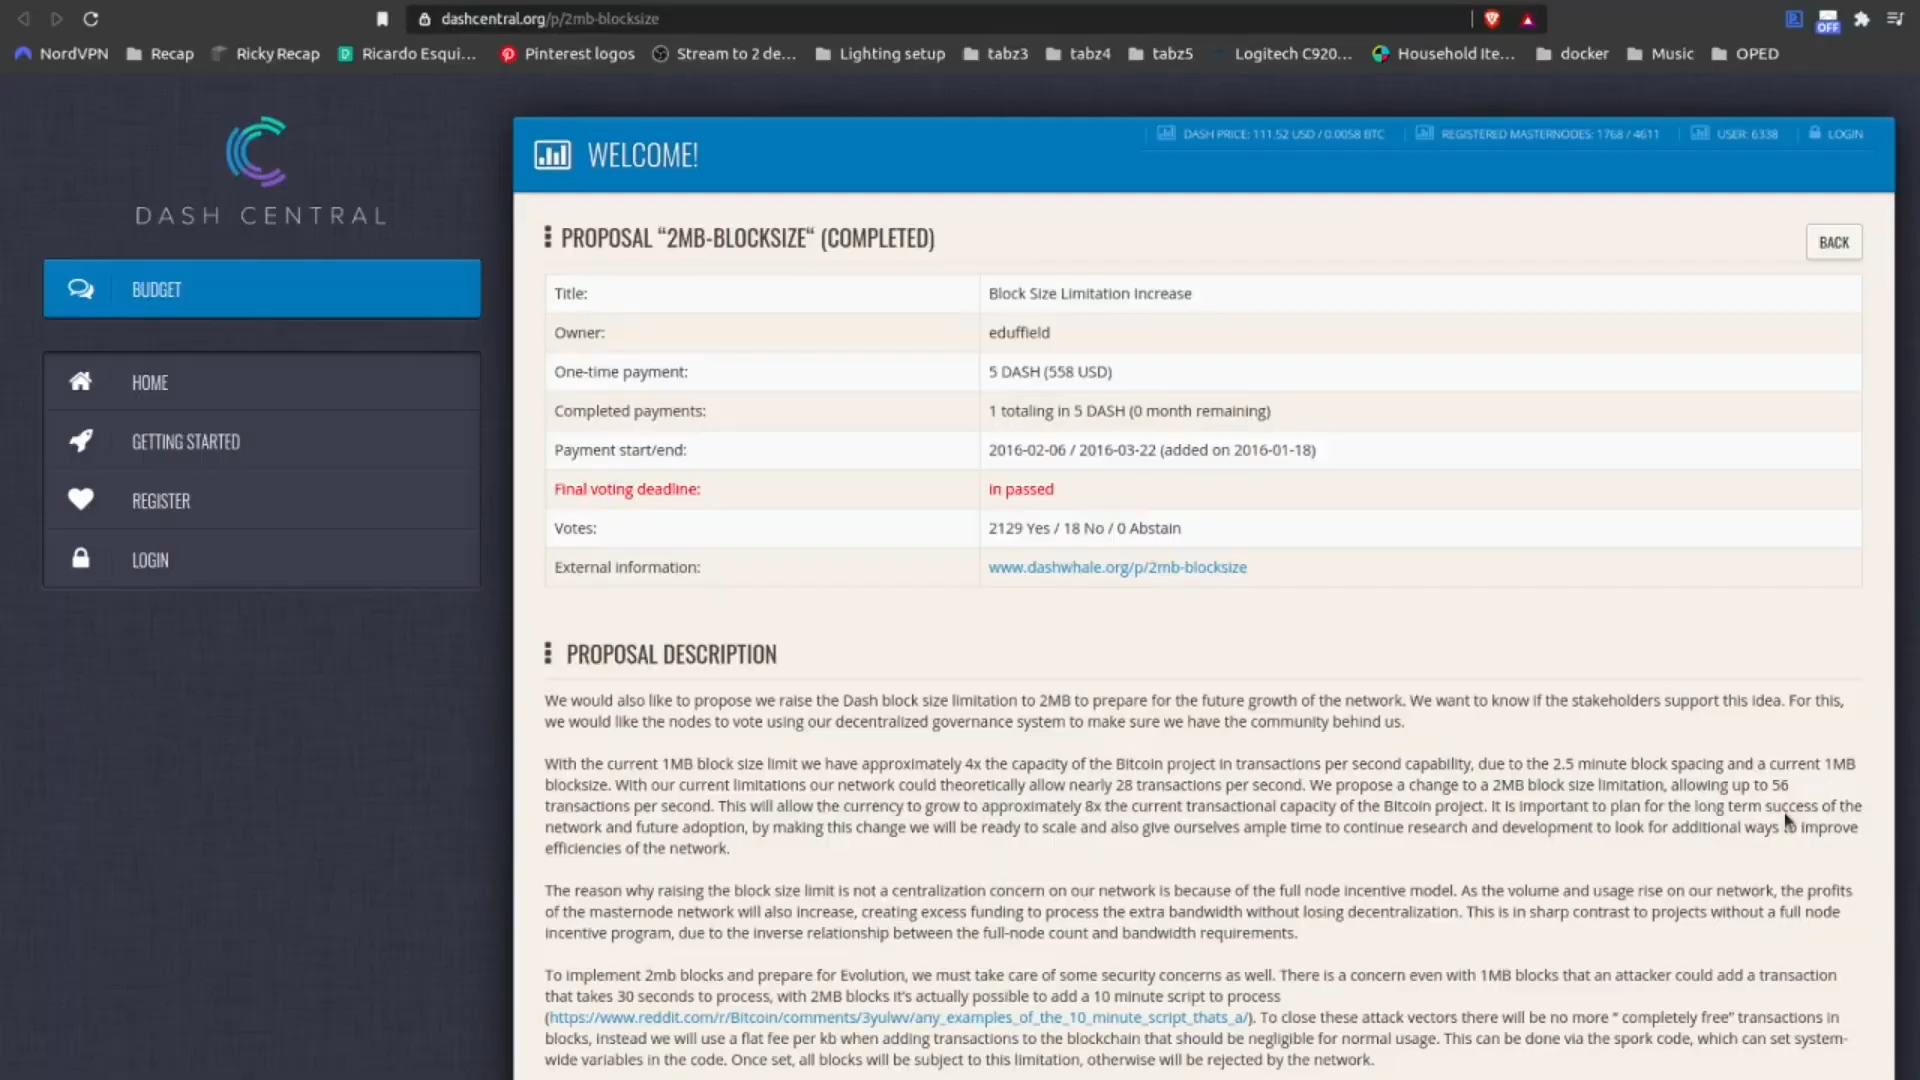 dashcentral.org/p/2mb-blocksize
OFF
NordVPN Recap Ricky Recap Ricardo Esqui... Pinterest logos Stream to 2 de... Lighting setup tabz3 tabz4 tabz5 Logitech C920... Household Ite... docker Music OPED
DASH CENTRAL
BUDGET
HOME
GETTING STARTED
REGISTER
LOGIN
DASH PRICE: 111.52 USD / 0.0058 BTC REGISTERED MASTERNODES: 1768 / 4611 USER: 6338 LOGIN
WELCOME!
PROPOSAL “2MB-BLOCKSIZE“ (COMPLETED)
BACK
Title: Block Size Limitation Increase
Owner: eduffield
One-time payment: 5 DASH (558 USD)
Completed payments: 1 totaling in 5 DASH (0 month remaining)
Payment start/end: 2016-02-06 / 2016-03-22 (added on 2016-01-18)
Final voting deadline: in passed
Votes: 2129 Yes / 18 No / 0 Abstain
External information: www.dashwhale.org/p/2mb-blocksize
PROPOSAL DESCRIPTION
We would also like to propose we raise the Dash block size limitation to 2MB to prepare for the future growth of the network. We want to know if the stakeholders support this idea. For this,
we would like the nodes to vote using our decentralized governance system to make sure we have the community behind us.
With the current 1MB block size limit we have approximately 4x the capacity of the Bitcoin project in transactions per second capability, due to the 2.5 minute block spacing and a current 1MB
blocksize. With our current limitations our network could theoretically allow nearly 28 transactions per second. We propose a change to a 2MB block size limitation, allowing up to 56
transactions per second. This will allow the currency to grow to approximately 8x the current transactional capacity of the Bitcoin project. It is important to plan for the long term success of the
network and future adoption, by making this change we will be ready to scale and also give ourselves ample time to continue research and development to look for additional ways to improve
efficiencies of the network.
The reason why raising the block size limit is not a centralization concern on our network is because of the full node incentive model. As the volume and usage rise on our network, the profits
of the masternode network will also increase, creating excess funding to process the extra bandwidth without losing decentralization. This is in sharp contrast to projects without a full node
incentive program, due to the inverse relationship between the full-node count and bandwidth requirements.
To implement 2mb blocks and prepare for Evolution, we must take care of some security concerns as well. There is a concern even with 1MB blocks that an attacker could add a transaction
that takes 30 seconds to process, with 2MB blocks it's actually possible to add a 10 minute script to process
(https://www.reddit.com/r/Bitcoin/comments/3yulwv/any_examples_of_the_10_minute_script_thats_a/). To close these attack vectors there will be no more “ completely free” transactions in
blocks, instead we will use a flat fee per kb when adding transactions to the blockchain that should be negligible for normal usage. This can be done via the spork code, which can set system-
wide variables in the code. Once set, all blocks will be subject to this limitation, otherwise will be rejected by the network.